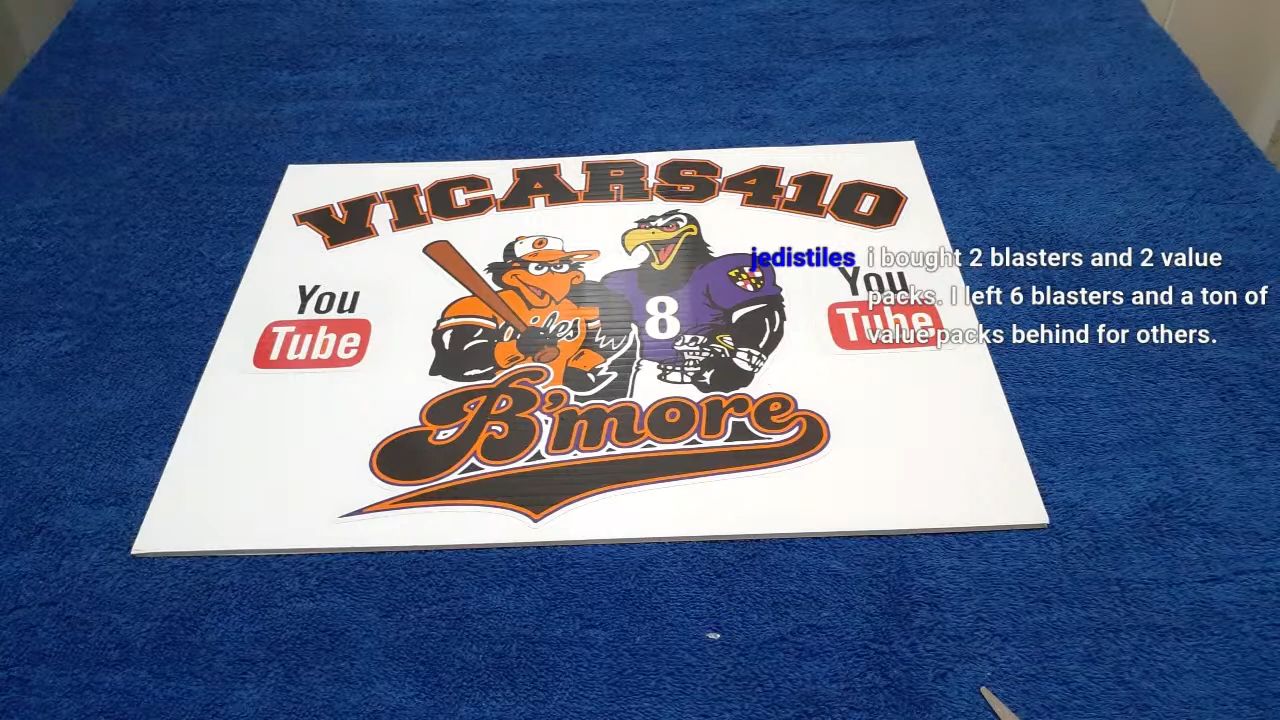 VICARS410
You
Tube
8
iles
O
You
Tube
B'more
jedistiles i bought 2 blasters and 2 value
packs. I left 6 blasters and a ton of
value packs behind for others.